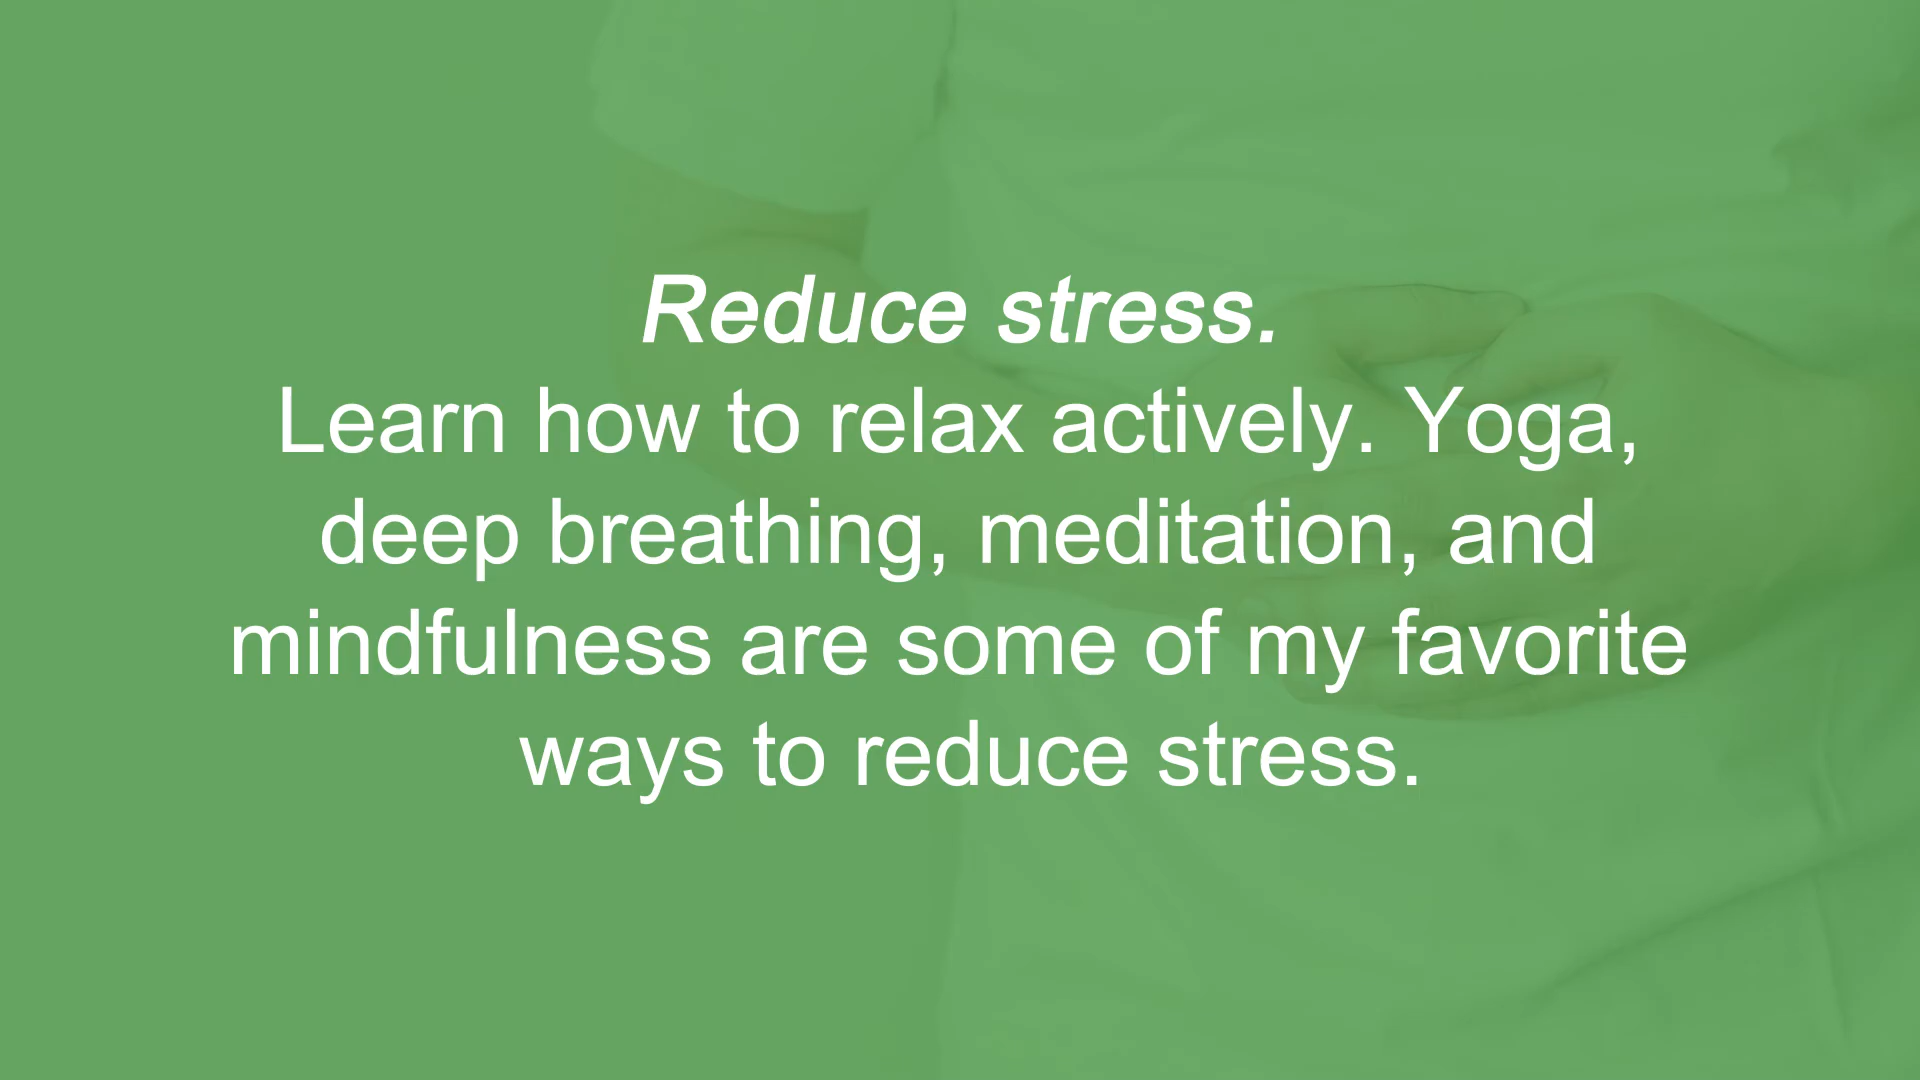 Reduce stress.
Learn how to relax actively. Yoga,
deep breathing, meditation, and
mindfulness are some of my favorite
ways to reduce stress.